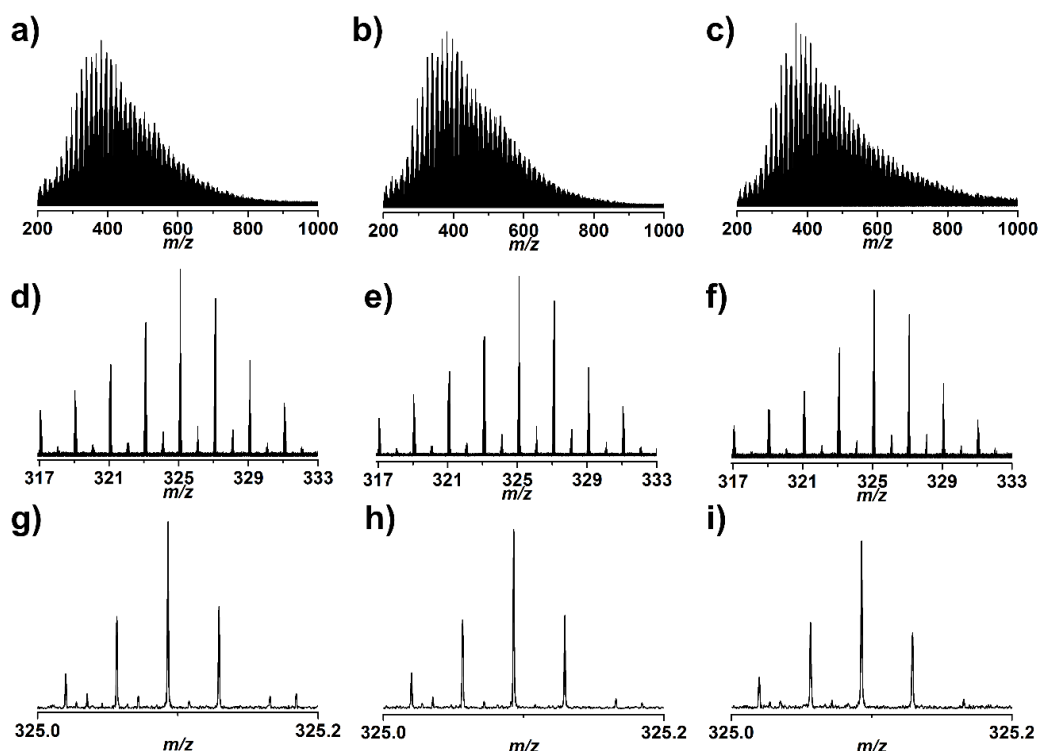 a) b) c)
200 400 600 800 1000 200 400 600 800 1000 200 400 600 800 1000
m/z m/z m/z
d) e) f)
317 321 325 329 333 317 321 325 329 333 317 321 325 329 333
m/z m/z m/z
g) h) i)
325.0 325.2 325.0 325.2 325.0 325.2
m/z m/z m/z